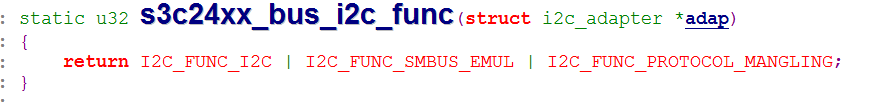 : static u32 s3c24xx_bus_i2c_func(struct i2c_adapter *adap)
: {
:     return I2C_FUNC_I2C | I2C_FUNC_SMBUS_EMUL | I2C_FUNC_PROTOCOL_MANGLING;
: }